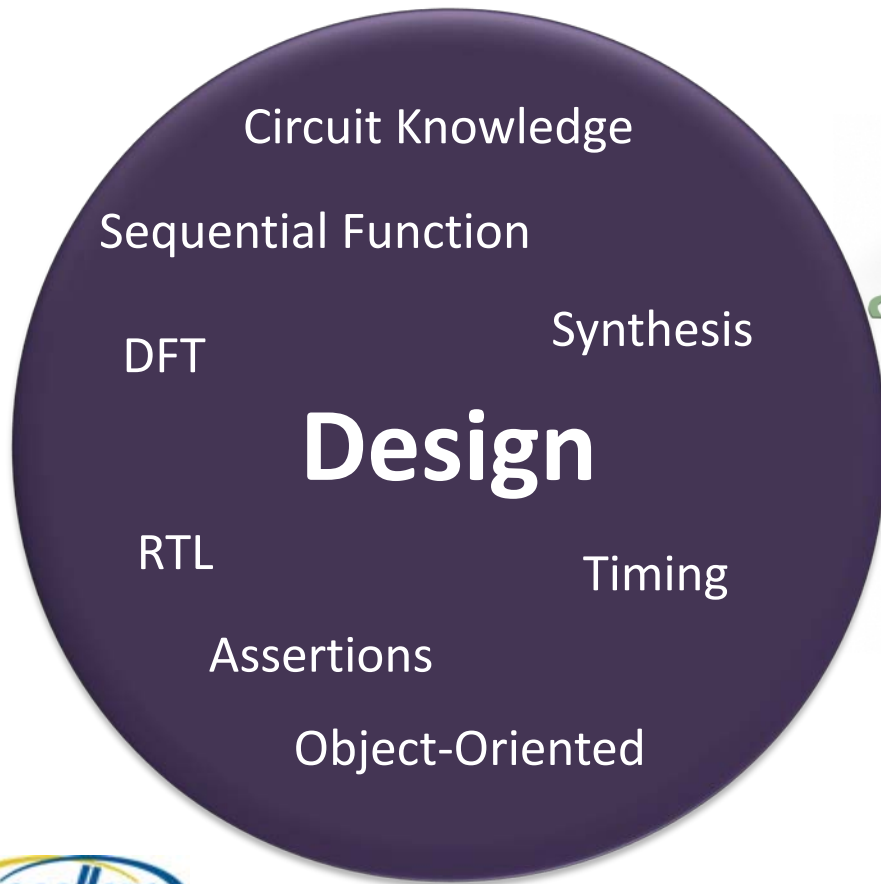 Circuit Knowledge
Sequential Function
Synthesis
DFT
Design
RTL
Timing
Assertions
Object-Oriented